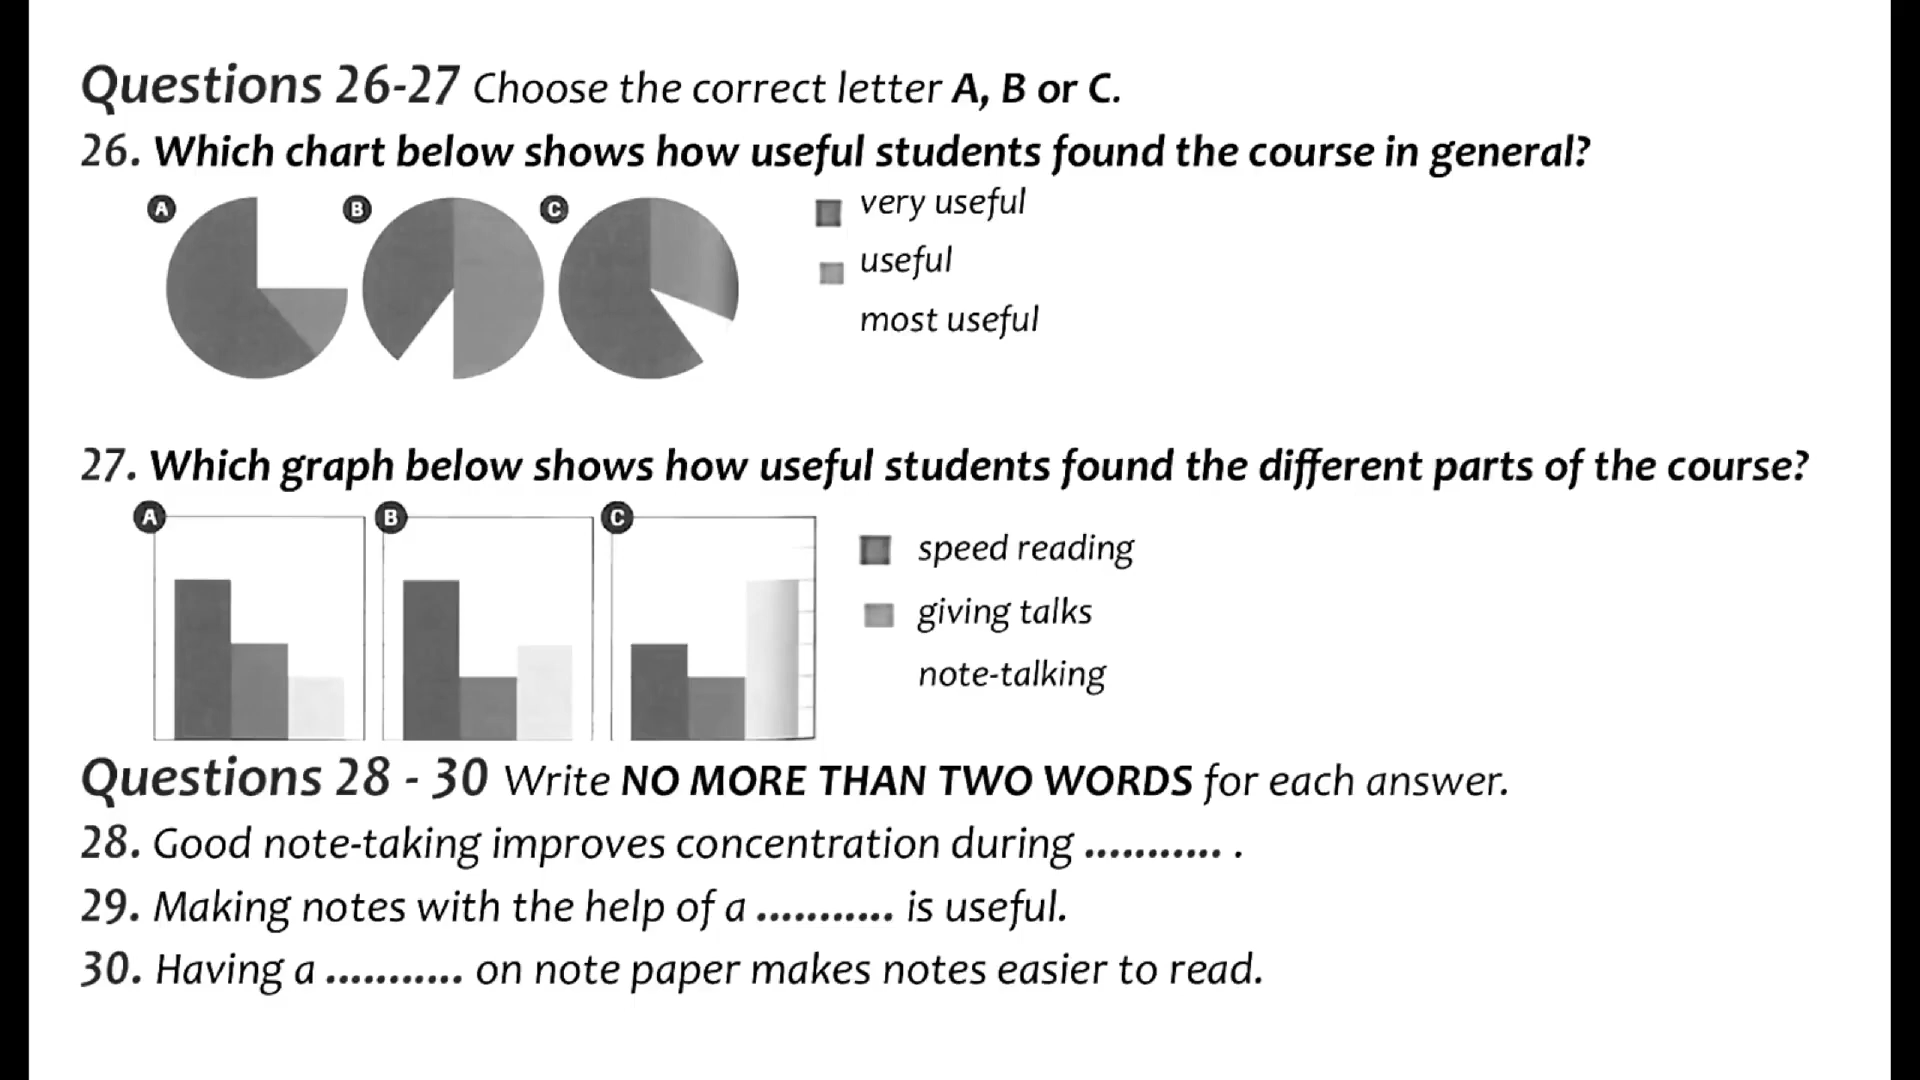 Questions 26-27 Choose the correct letter A, B or C.
26. Which chart below shows how useful students found the course in general?
A B C
very useful
useful
most useful
27. Which graph below shows how useful students found the different parts of the course?
A B C
speed reading
giving talks
note-talking
Questions 28 - 30 Write NO MORE THAN TWO WORDS for each answer.
28. Good note-taking improves concentration during ........... .
29. Making notes with the help of a ........... is useful.
30. Having a ........... on note paper makes notes easier to read.